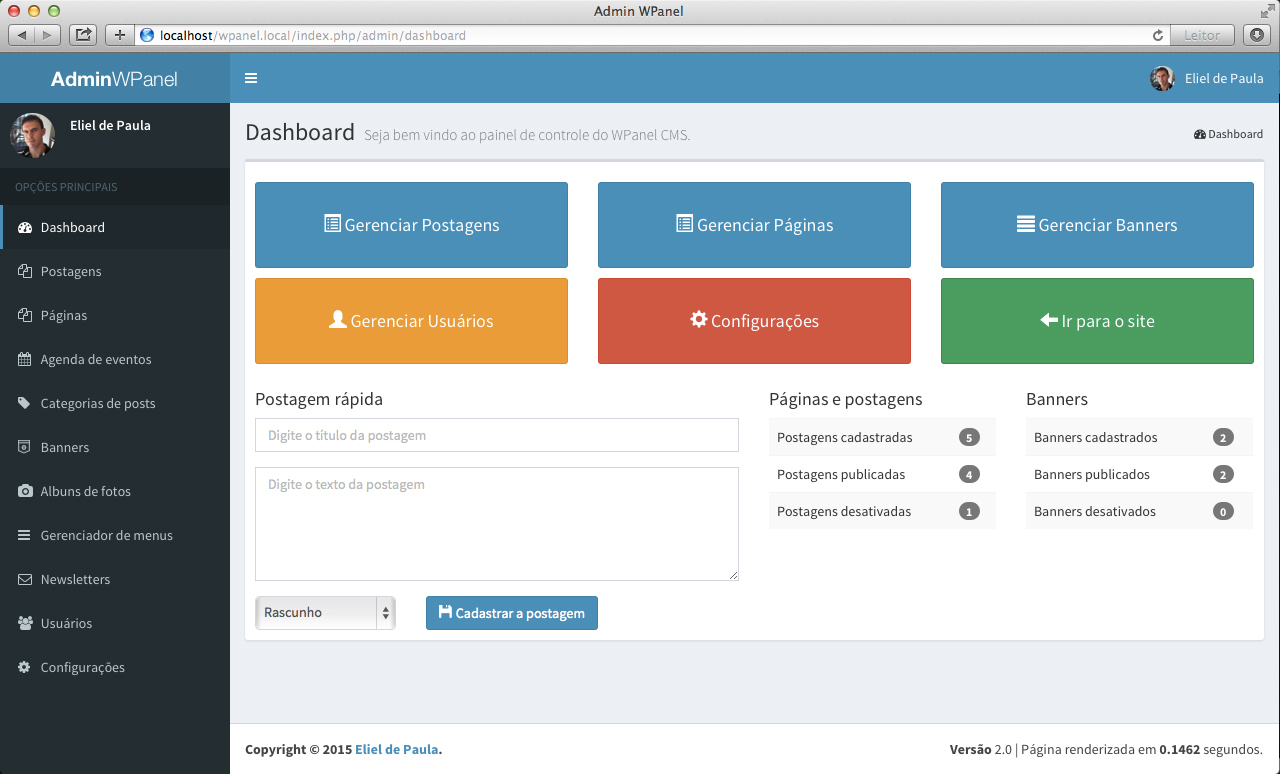 Admin WPanel
localhost/wpanel.local/index.php/admin/dashboard
Leitor
AdminWPanel
Eliel de Paula
Eliel de Paula
OPÇÕES PRINCIPAIS
Dashboard
Postagens
Páginas
Agenda de eventos
Categorias de posts
Banners
Albuns de fotos
Gerenciador de menus
Newsletters
Usuários
Configurações
Dashboard Seja bem vindo ao painel de controle do WPanel CMS.
Dashboard
Gerenciar Postagens
Gerenciar Páginas
Gerenciar Banners
Gerenciar Usuários
Configurações
Ir para o site
Postagem rápida
Digite o título da postagem
Digite o texto da postagem
Rascunho
Cadastrar a postagem
Páginas e postagens
Postagens cadastradas 5
Postagens publicadas 4
Postagens desativadas 1
Banners
Banners cadastrados 2
Banners publicados 2
Banners desativados 0
Copyright © 2015 Eliel de Paula.
Versão 2.0 | Página renderizada em 0.1462 segundos.